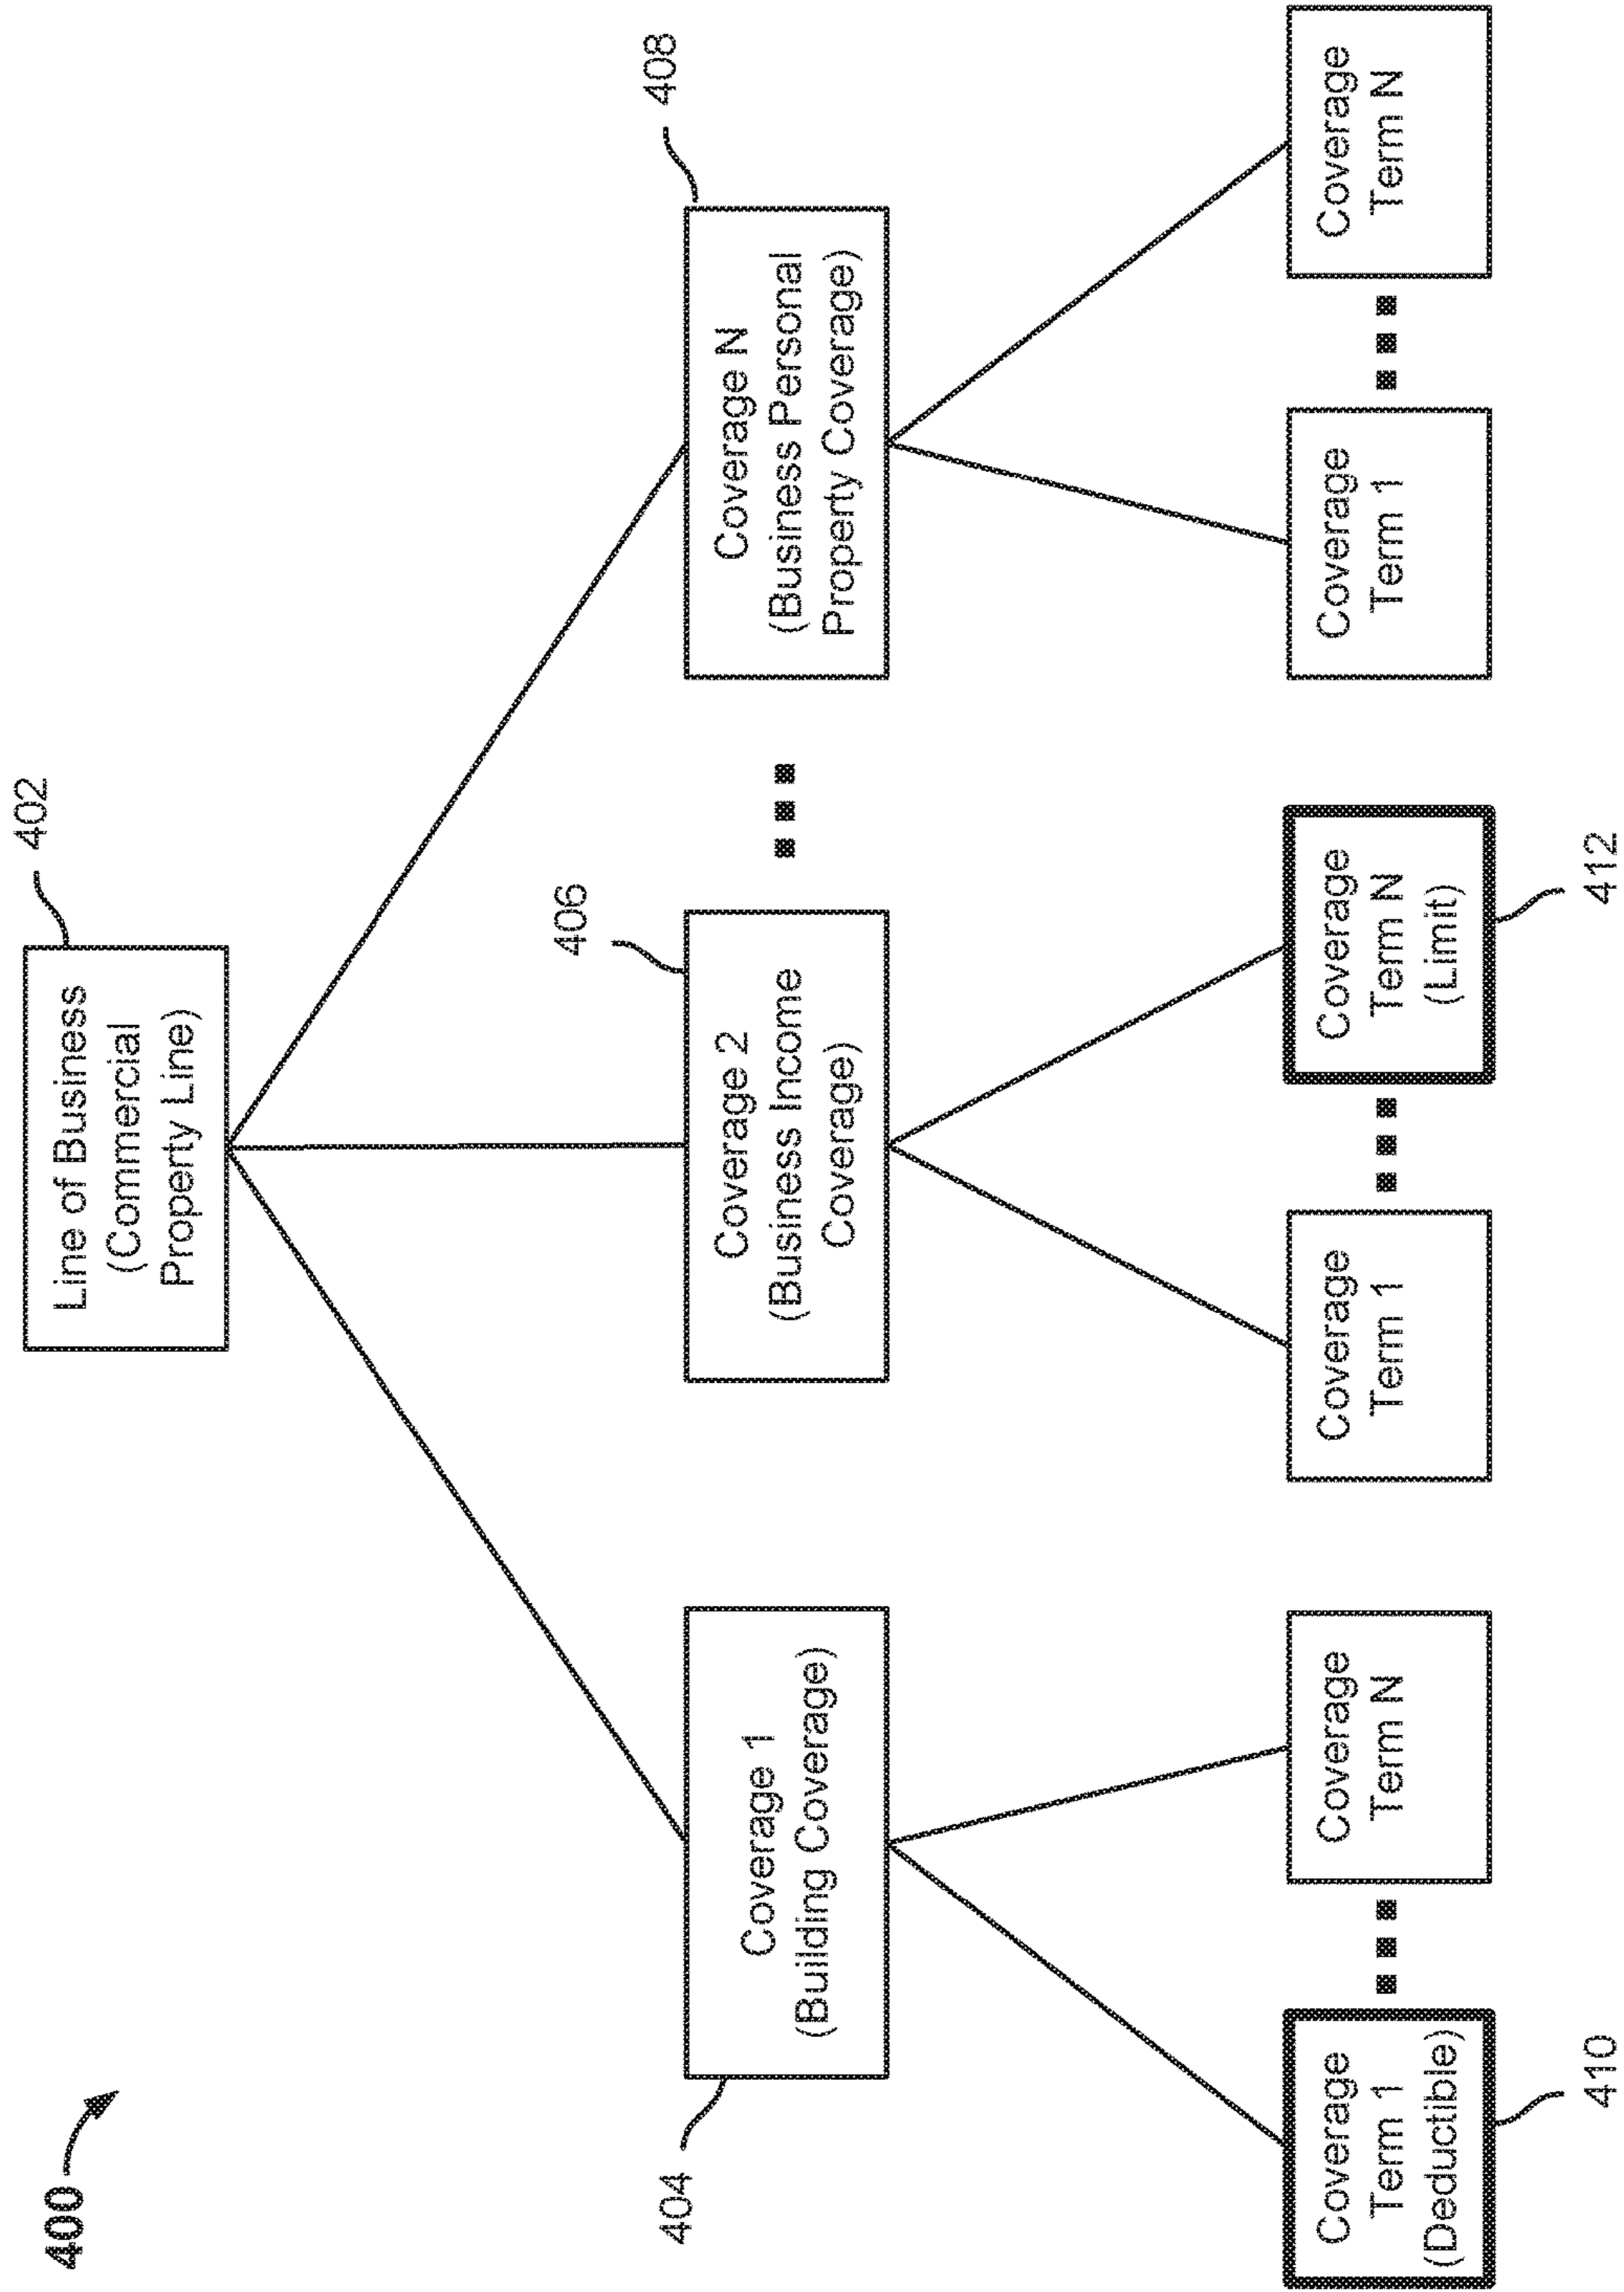 400
402
Line of Business
(Commercial
Property Line)
404
Coverage 1
(Building Coverage)
406
Coverage 2
(Business Income
Coverage)
408
Coverage N
(Business Personal
Property Coverage)
Coverage
Term 1
(Deductible)
410
Coverage
Term N
Coverage
Term 1
Coverage
Term N
(Limit)
412
Coverage
Term 1
Coverage
Term N